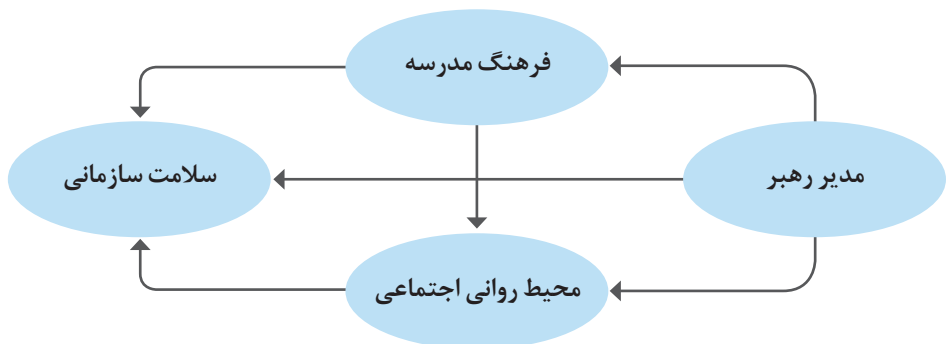 فرهنگ مدرسه
مدیر رهبر
سلامت سازمانی
محیط روانی اجتماعی